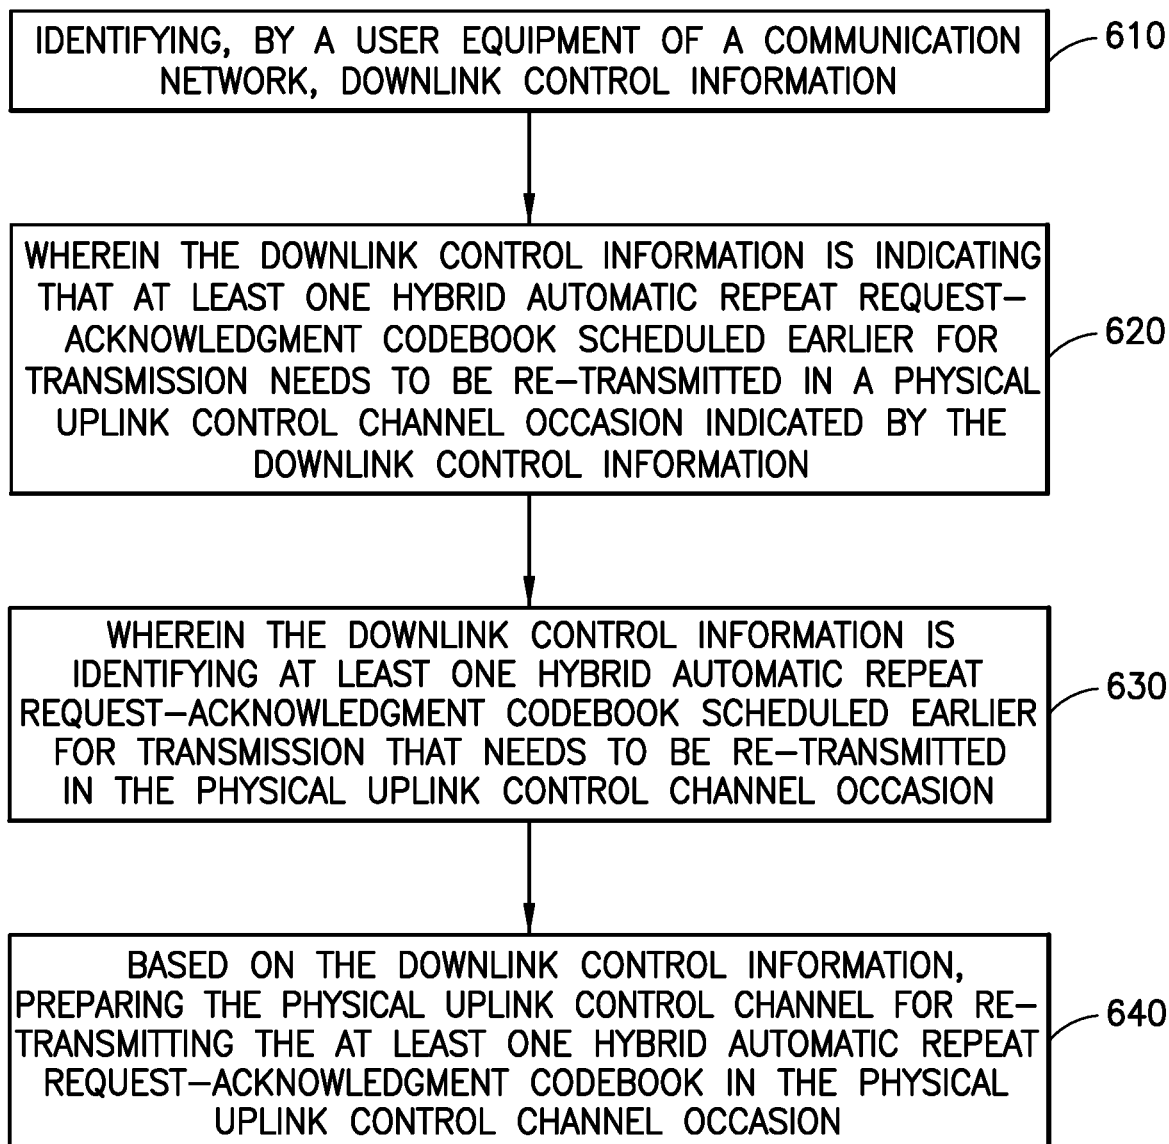 IDENTIFYING, BY A USER EQUIPMENT OF A COMMUNICATION
NETWORK, DOWNLINK CONTROL INFORMATION
610
WHEREIN THE DOWNLINK CONTROL INFORMATION IS INDICATING
THAT AT LEAST ONE HYBRID AUTOMATIC REPEAT REQUEST–
ACKNOWLEDGMENT CODEBOOK SCHEDULED EARLIER FOR
TRANSMISSION NEEDS TO BE RE–TRANSMITTED IN A PHYSICAL
UPLINK CONTROL CHANNEL OCCASION INDICATED BY THE
DOWNLINK CONTROL INFORMATION
620
WHEREIN THE DOWNLINK CONTROL INFORMATION IS
IDENTIFYING AT LEAST ONE HYBRID AUTOMATIC REPEAT
REQUEST–ACKNOWLEDGMENT CODEBOOK SCHEDULED EARLIER
FOR TRANSMISSION THAT NEEDS TO BE RE–TRANSMITTED
IN THE PHYSICAL UPLINK CONTROL CHANNEL OCCASION
630
BASED ON THE DOWNLINK CONTROL INFORMATION,
PREPARING THE PHYSICAL UPLINK CONTROL CHANNEL FOR RE–
TRANSMITTING THE AT LEAST ONE HYBRID AUTOMATIC REPEAT
REQUEST–ACKNOWLEDGMENT CODEBOOK IN THE PHYSICAL
UPLINK CONTROL CHANNEL OCCASION
640